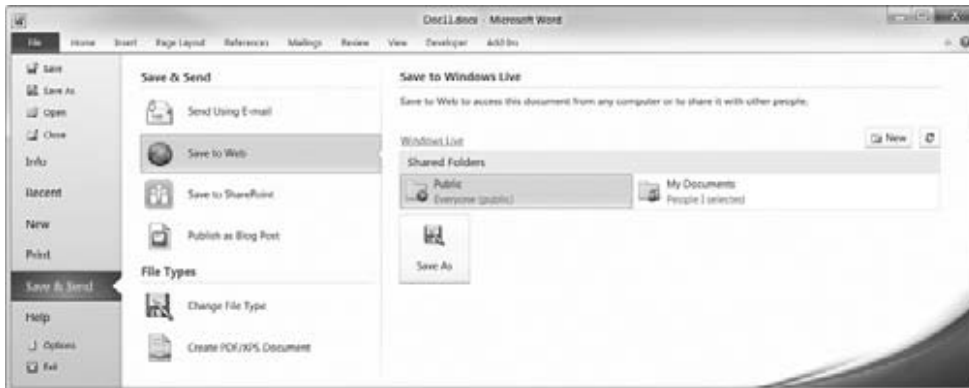 Doc11.docx - Microsoft Word
File Home Insert Page Layout References Mailings Review View Developer Add-Ins
Save
Save As
Open
Close
Info
Recent
New
Print
Save & Send
Help
Options
Exit
Save & Send
Send Using E-mail
Save to Web
Save to SharePoint
Publish as Blog Post
File Types
Change File Type
Create PDF/XPS Document
Save to Windows Live
Save to Web to access this document from any computer or to share it with other people.
Windows Live
New
Shared Folders
Public
Everyone (public)
My Documents
People I selected
Save As